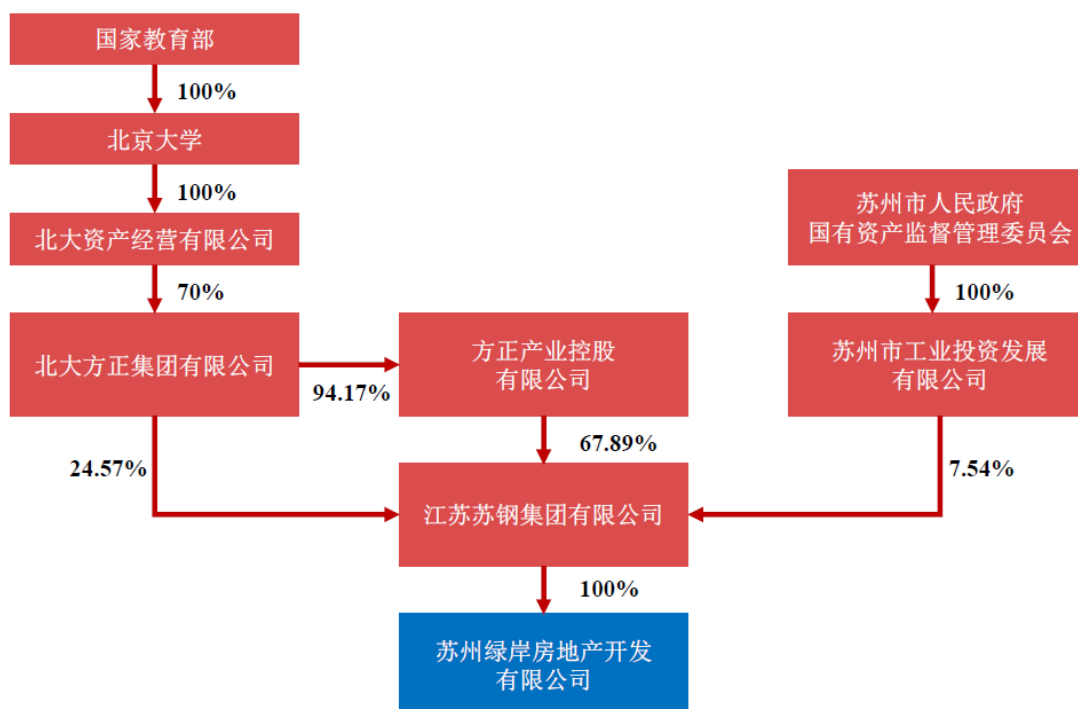 国家教育部
100%
北京大学
100%
北大资产经营有限公司
70%
苏州市人民政府
国有资产监督管理委员会
100%
北大方正集团有限公司
94.17%
方正产业控股
有限公司
苏州市工业投资发展
有限公司
24.57%
67.89%
7.54%
江苏苏钢集团有限公司
100%
苏州绿岸房地产开发
有限公司